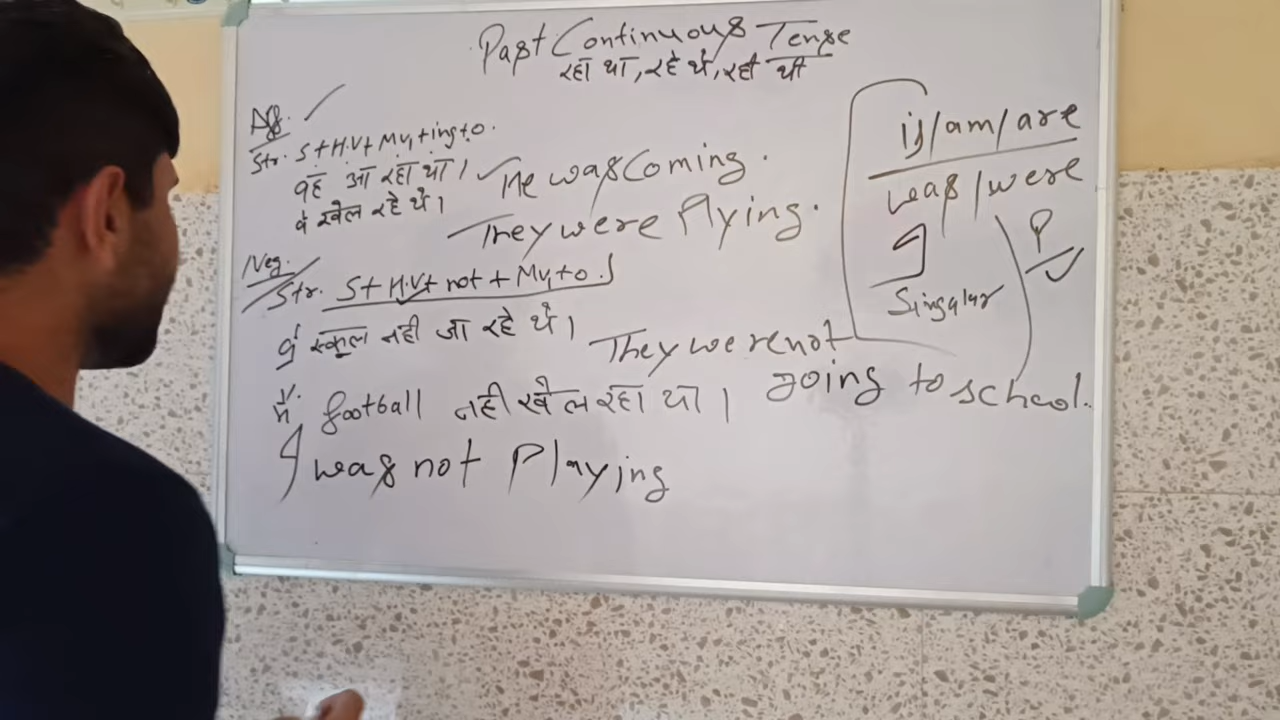 Past Continuous Tense
रहा था, रहे थे, रही थी
Aff.
Str. S + H.V + Mv1 + ing + o.
वह आ रहा था। He was Coming.
वे खेल रहे थे। They were Plying.
Neg.
Str. S + H.V + not + Mv1 + o.
वे स्कूल नही जा रहे थे। They were not
going to school.
मैं football नही खेल रहा था।
I was not Playing
is/am/are
was/were
Singular
P